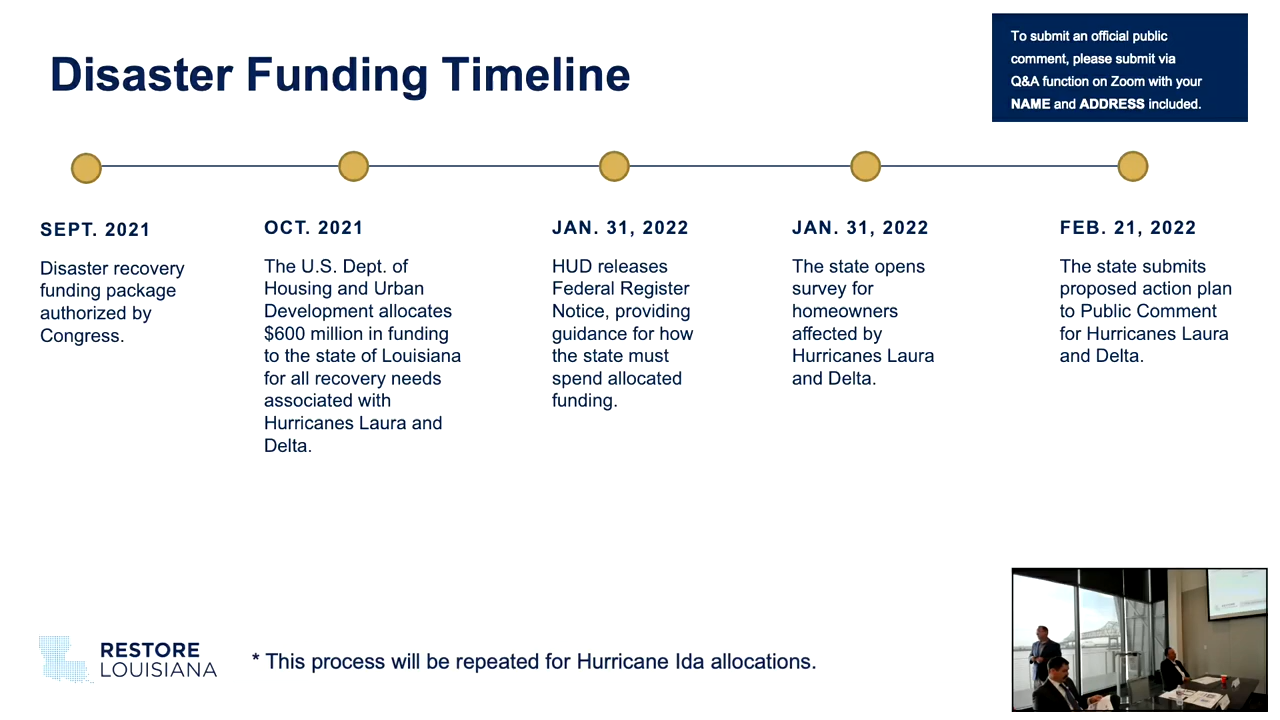 Disaster Funding Timeline
To submit an official public
comment, please submit via
Q&A function on Zoom with your
NAME and ADDRESS included.
SEPT. 2021
Disaster recovery
funding package
authorized by
Congress.
OCT. 2021
The U.S. Dept. of
Housing and Urban
Development allocates
$600 million in funding
to the state of Louisiana
for all recovery needs
associated with
Hurricanes Laura and
Delta.
JAN. 31, 2022
HUD releases
Federal Register
Notice, providing
guidance for how
the state must
spend allocated
funding.
JAN. 31, 2022
The state opens
survey for
homeowners
affected by
Hurricanes Laura
and Delta.
FEB. 21, 2022
The state submits
proposed action plan
to Public Comment
for Hurricanes Laura
and Delta.
RESTORE
LOUISIANA
* This process will be repeated for Hurricane Ida allocations.